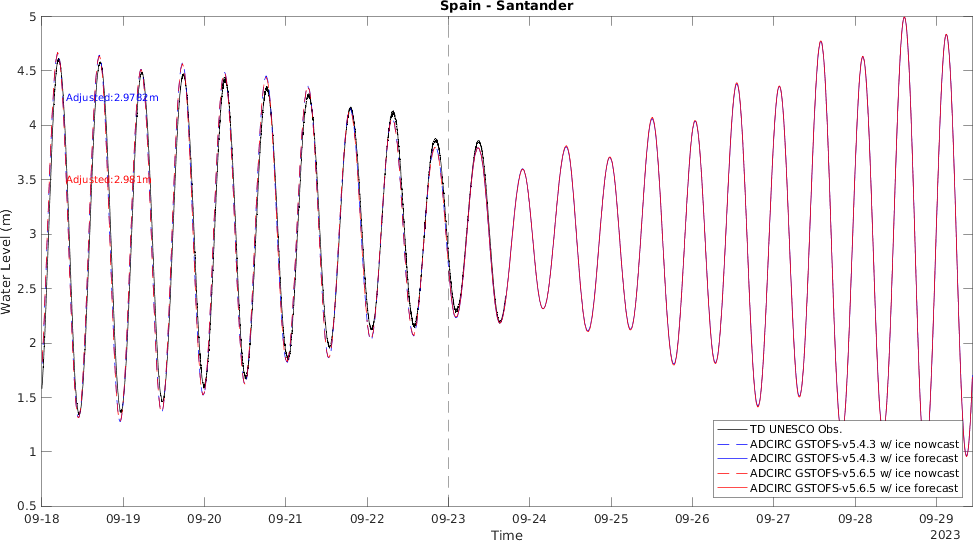 Spain - Santander
5
4.5
4
3.5
3
2.5
2
1.5
1
0.5
Water Level (m)
Adjusted:2.9782m
Adjusted:2.981m
TD UNESCO Obs.
ADCIRC GSTOFS-v5.4.3 w/ ice nowcast
ADCIRC GSTOFS-v5.4.3 w/ ice forecast
ADCIRC GSTOFS-v5.6.5 w/ ice nowcast
ADCIRC GSTOFS-v5.6.5 w/ ice forecast
09-18 09-19 09-20 09-21 09-22 09-23 09-24 09-25 09-26 09-27 09-28 09-29
Time
2023